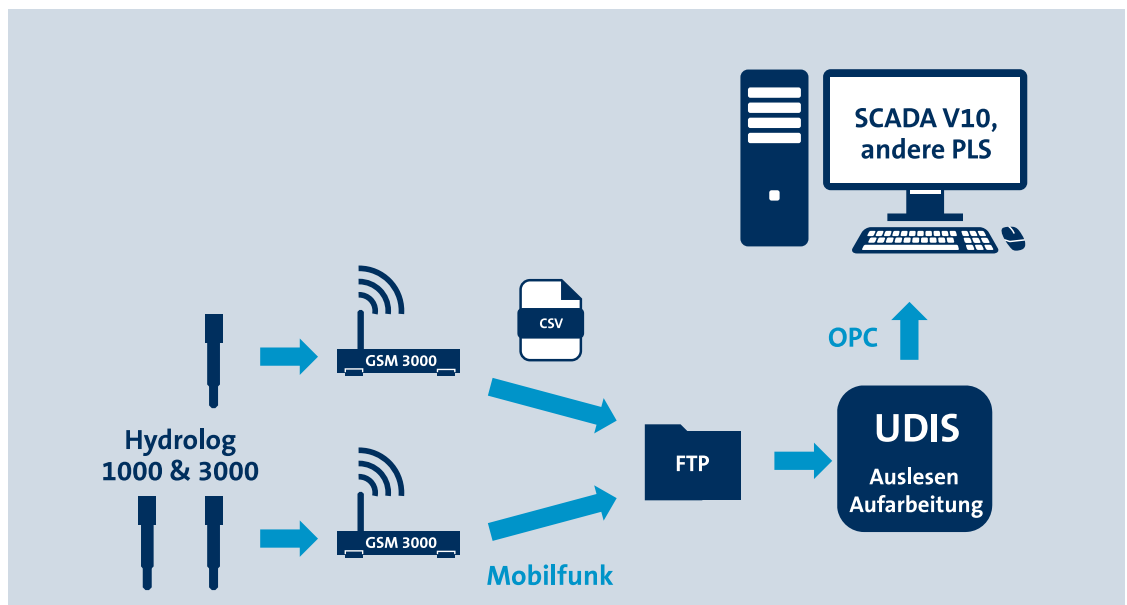 SCADA V10,
andere PLS
CSV
OPC
GSM 3000
Hydrolog
1000 & 3000
FTP
UDIS
Auslesen
Aufarbeitung
GSM 3000
Mobilfunk